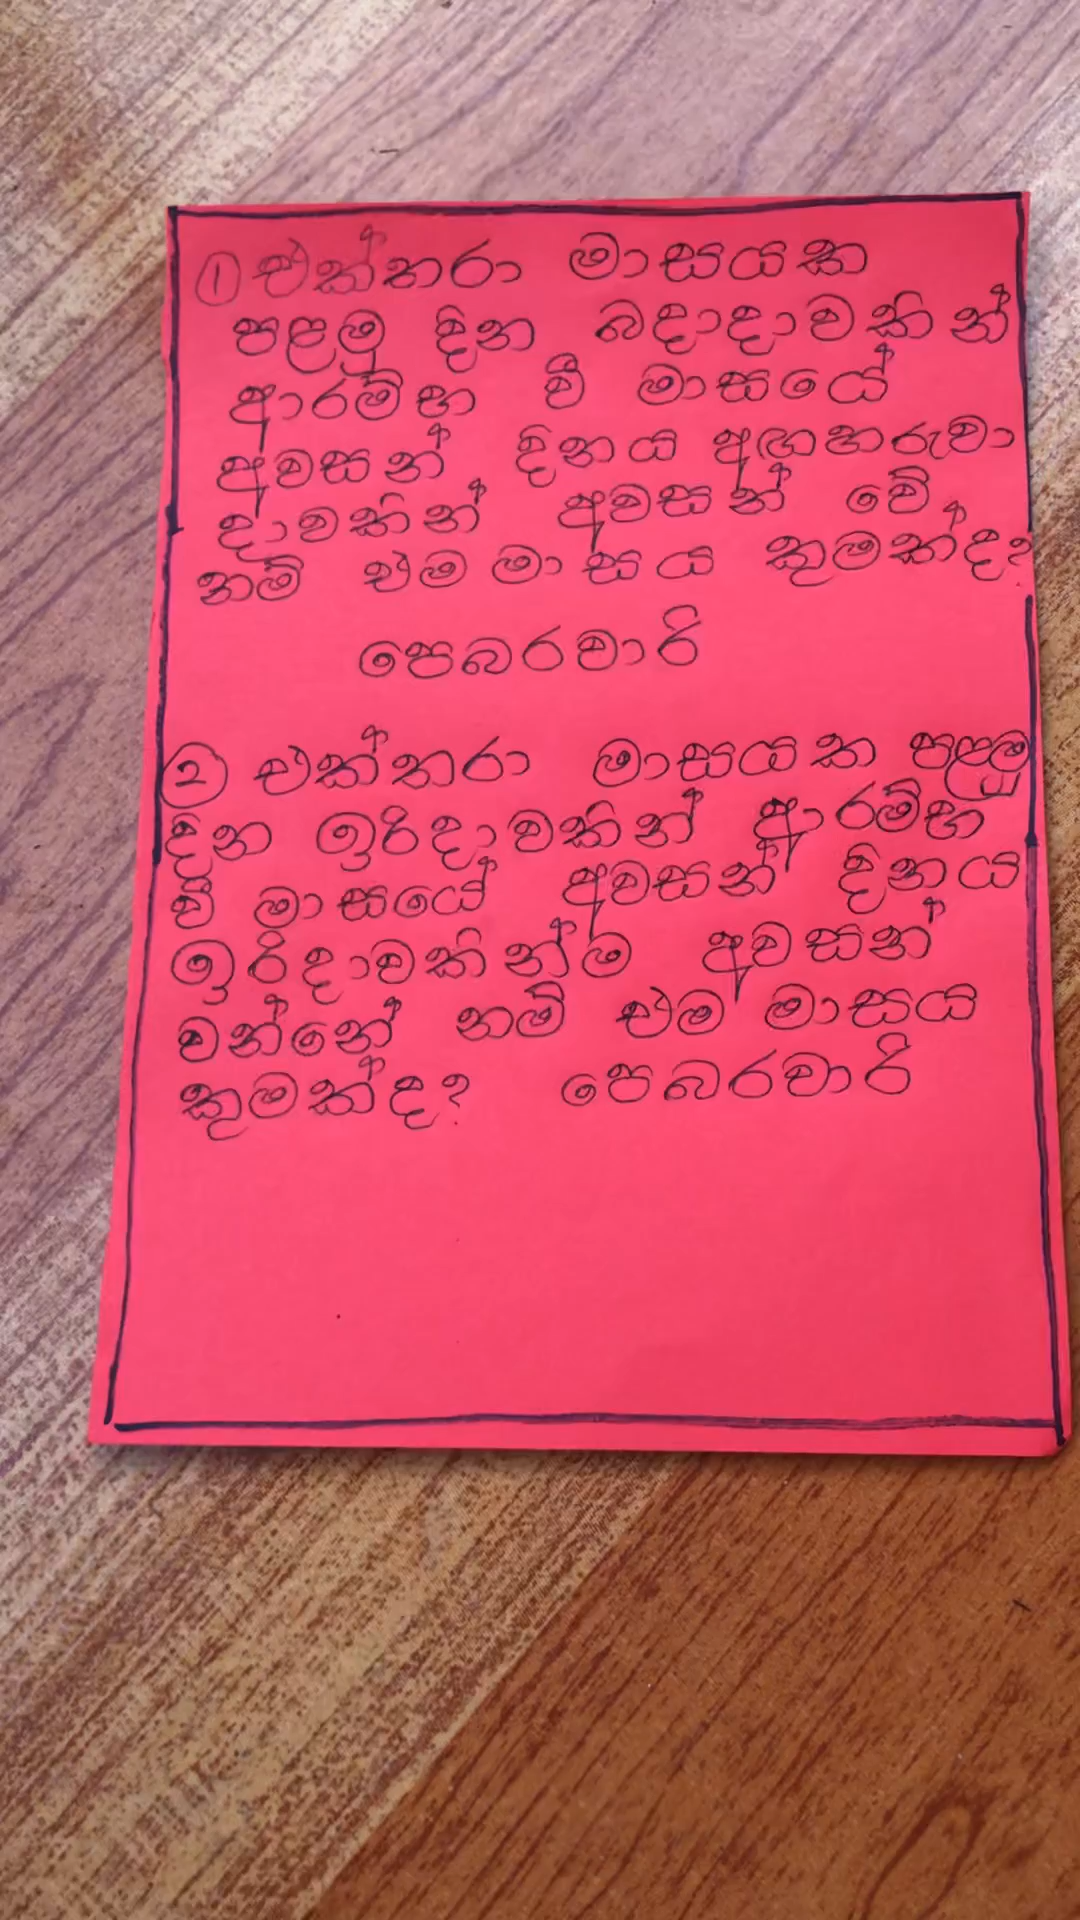 ① එක්තරා මාසයක
පළමු දින බදාදාවකින්
ආරම්භ වී මාසයේ
අවසන් දිනය අඟහරුවා
දාවකින් අවසන් වේ
නම් එම මාසය කුමක්ද?
පෙබරවාරි
② එක්තරා මාසයක පළමු
දින ඉරිදාවකින් ආරම්භ
වී මාසයේ අවසන් දිනය
ඉරිදාවකින්ම අවසන්
වන්නේ නම් එම මාසය
කුමක්ද? පෙබරවාරි